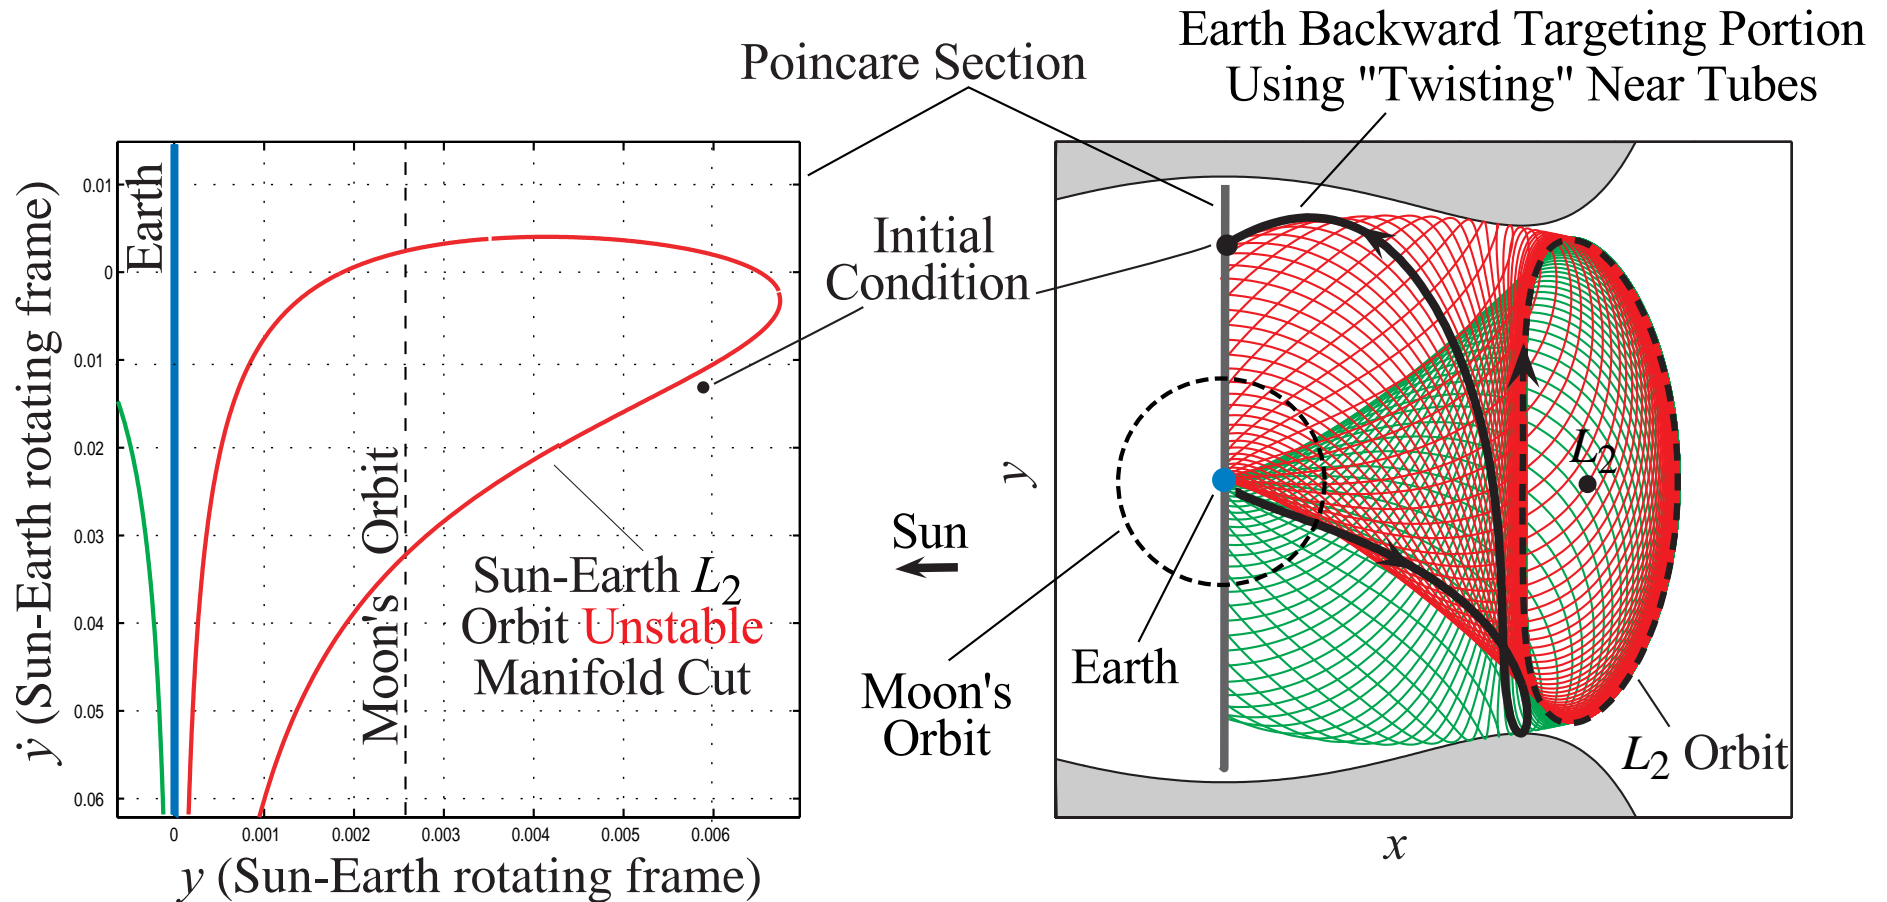 Earth Backward Targeting Portion
Using "Twisting" Near Tubes
Poincare Section
Initial
Condition
Earth
0.01
0
0.01
0.02
0.03
0.04
0.05
0.06
ẏ (Sun-Earth rotating frame)
Moon's Orbit
Sun-Earth L2
Orbit Unstable
Manifold Cut
0
0.001
0.002
0.003
0.004
0.005
0.006
y (Sun-Earth rotating frame)
Sun
y
L2
Earth
Moon's
Orbit
L2 Orbit
x